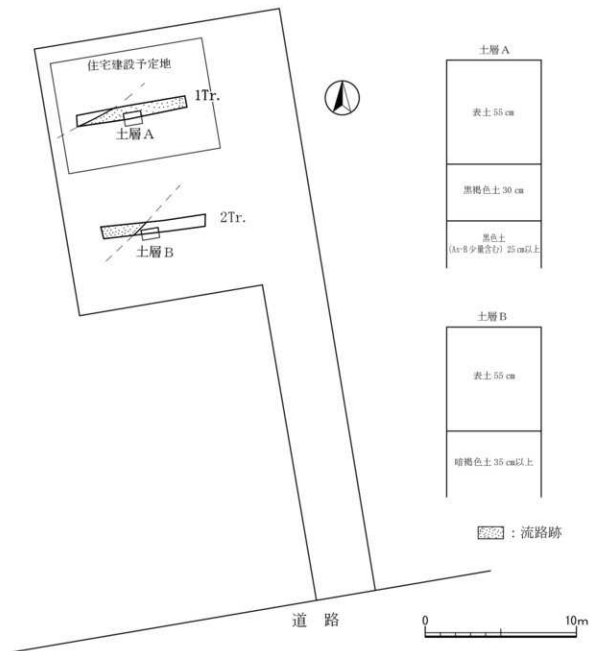 住宅建設予定地
1Tr.
土層A
2Tr.
土層B
道 路
土層A
表土 55 ㎝
黒褐色土 30 ㎝
黒色土
(As-B 少量含む) 25 ㎝以上
土層B
表土 55 ㎝
暗褐色土 35 ㎝以上
：流路跡
0 10m